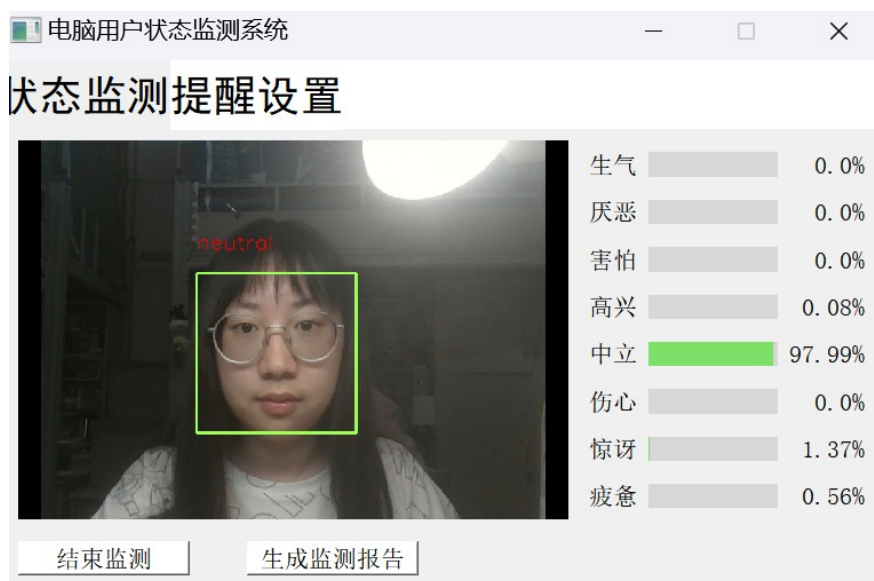 电脑用户状态监测系统
状态监测 提醒设置
neutral
生气 0.0%
厌恶 0.0%
害怕 0.0%
高兴 0.08%
中立 97.99%
伤心 0.0%
惊讶 1.37%
疲惫 0.56%
结束监测 生成监测报告